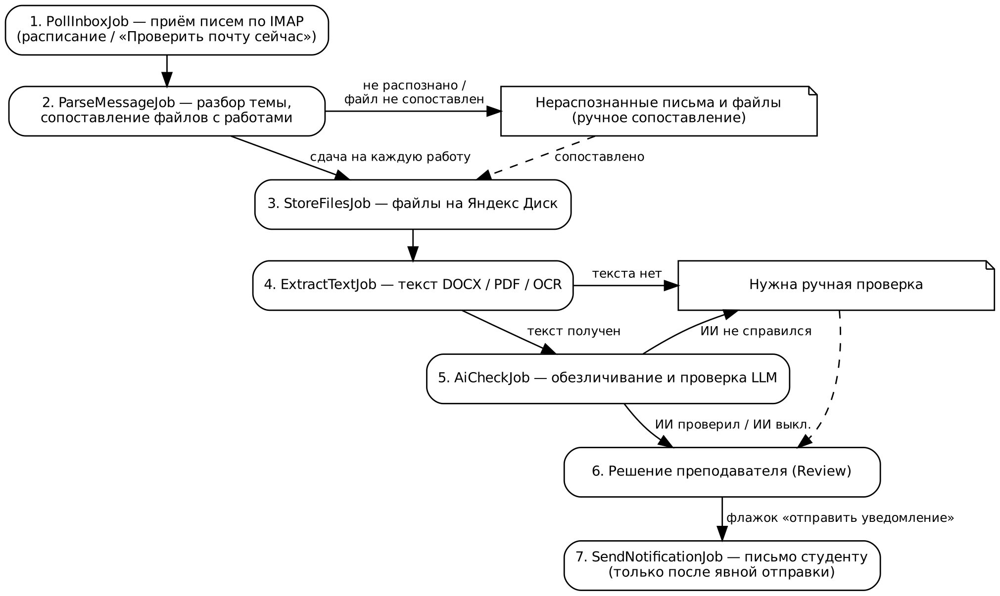 1. PollInboxJob — приём писем по IMAP
(расписание / «Проверить почту сейчас»)
2. ParseMessageJob — разбор темы,
сопоставление файлов с работами
не распознано /
файл не сопоставлен
Нераспознанные письма и файлы
(ручное сопоставление)
сдача на каждую работу
сопоставлено
3. StoreFilesJob — файлы на Яндекс Диск
4. ExtractTextJob — текст DOCX / PDF / OCR
текста нет
Нужна ручная проверка
текст получен
ИИ не справился
5. AiCheckJob — обезличивание и проверка LLM
ИИ проверил / ИИ выкл.
6. Решение преподавателя (Review)
флажок «отправить уведомление»
7. SendNotificationJob — письмо студенту
(только после явной отправки)